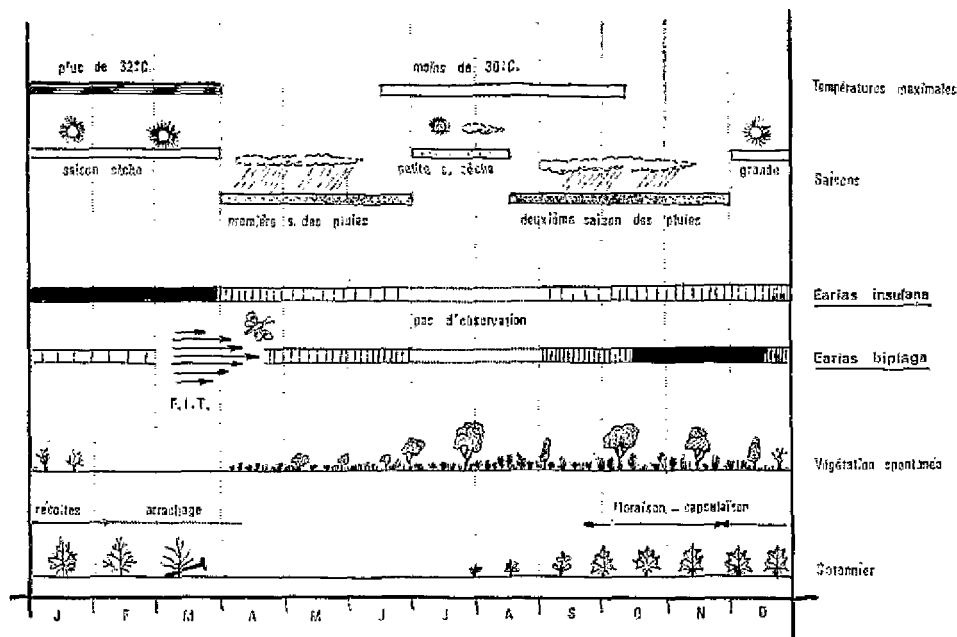 plus de 32°C.
moins de 30°C.
Températures maximales
saison sèche
petite s. sèche
grande
Saisons
première s. des pluies
deuxième saison des pluies
Earias insulana
pas d'observation
Earias biplaga
F.I.T.
Végétation spontanée
récoltes
arrachage
floraison - capsulaison
Cotonnier
J F M A M J J A S O N D